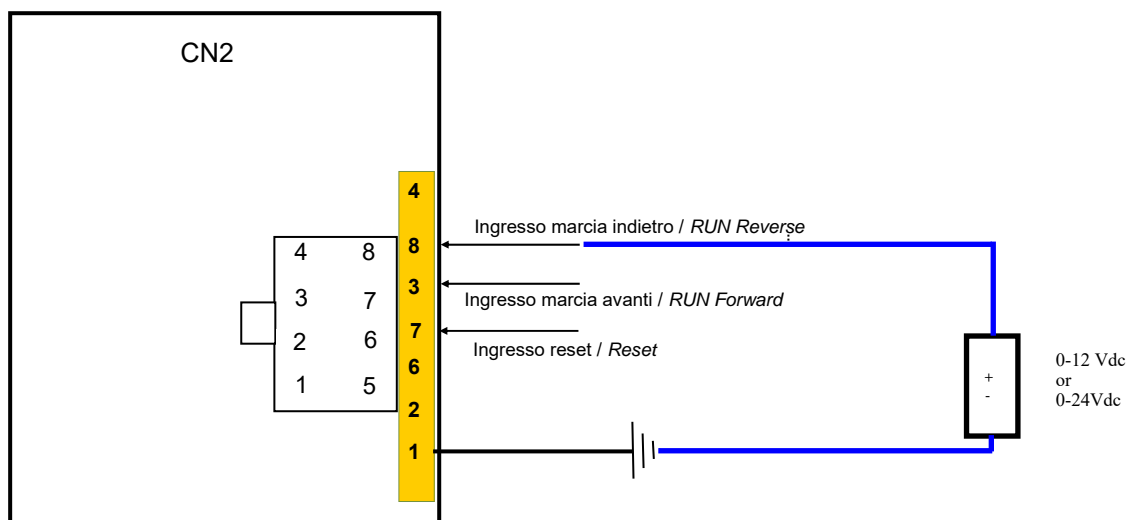 CN2
4
Ingresso marcia indietro / RUN Reverse
8
4 8
3
3 7
Ingresso marcia avanti / RUN Forward
7
2 6
Ingresso reset / Reset
6
1 5
2
1
0-12 Vdc
or
0-24Vdc
+
-